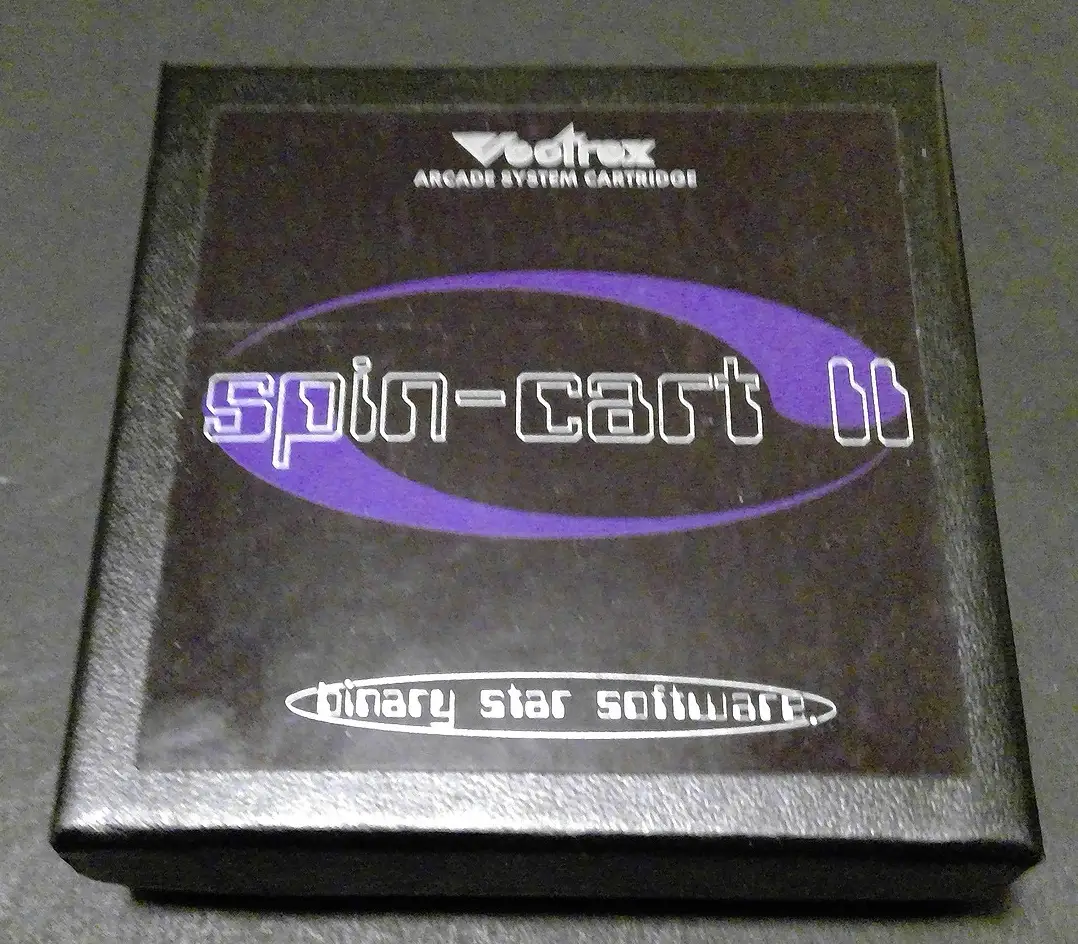 Vectrex
ARCADE SYSTEM CARTRIDGE
spin-cart II
binary star software.